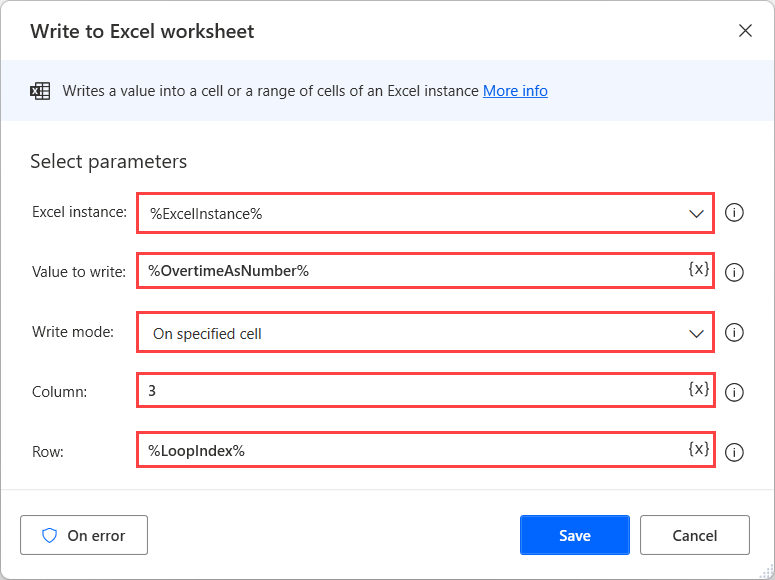 Write to Excel worksheet
Writes a value into a cell or a range of cells of an Excel instance More info
Select parameters
Excel instance: %ExcelInstance%
Value to write: %OvertimeAsNumber% {x}
Write mode: On specified cell
Column: 3 {x}
Row: %LoopIndex% {x}
On error Save Cancel